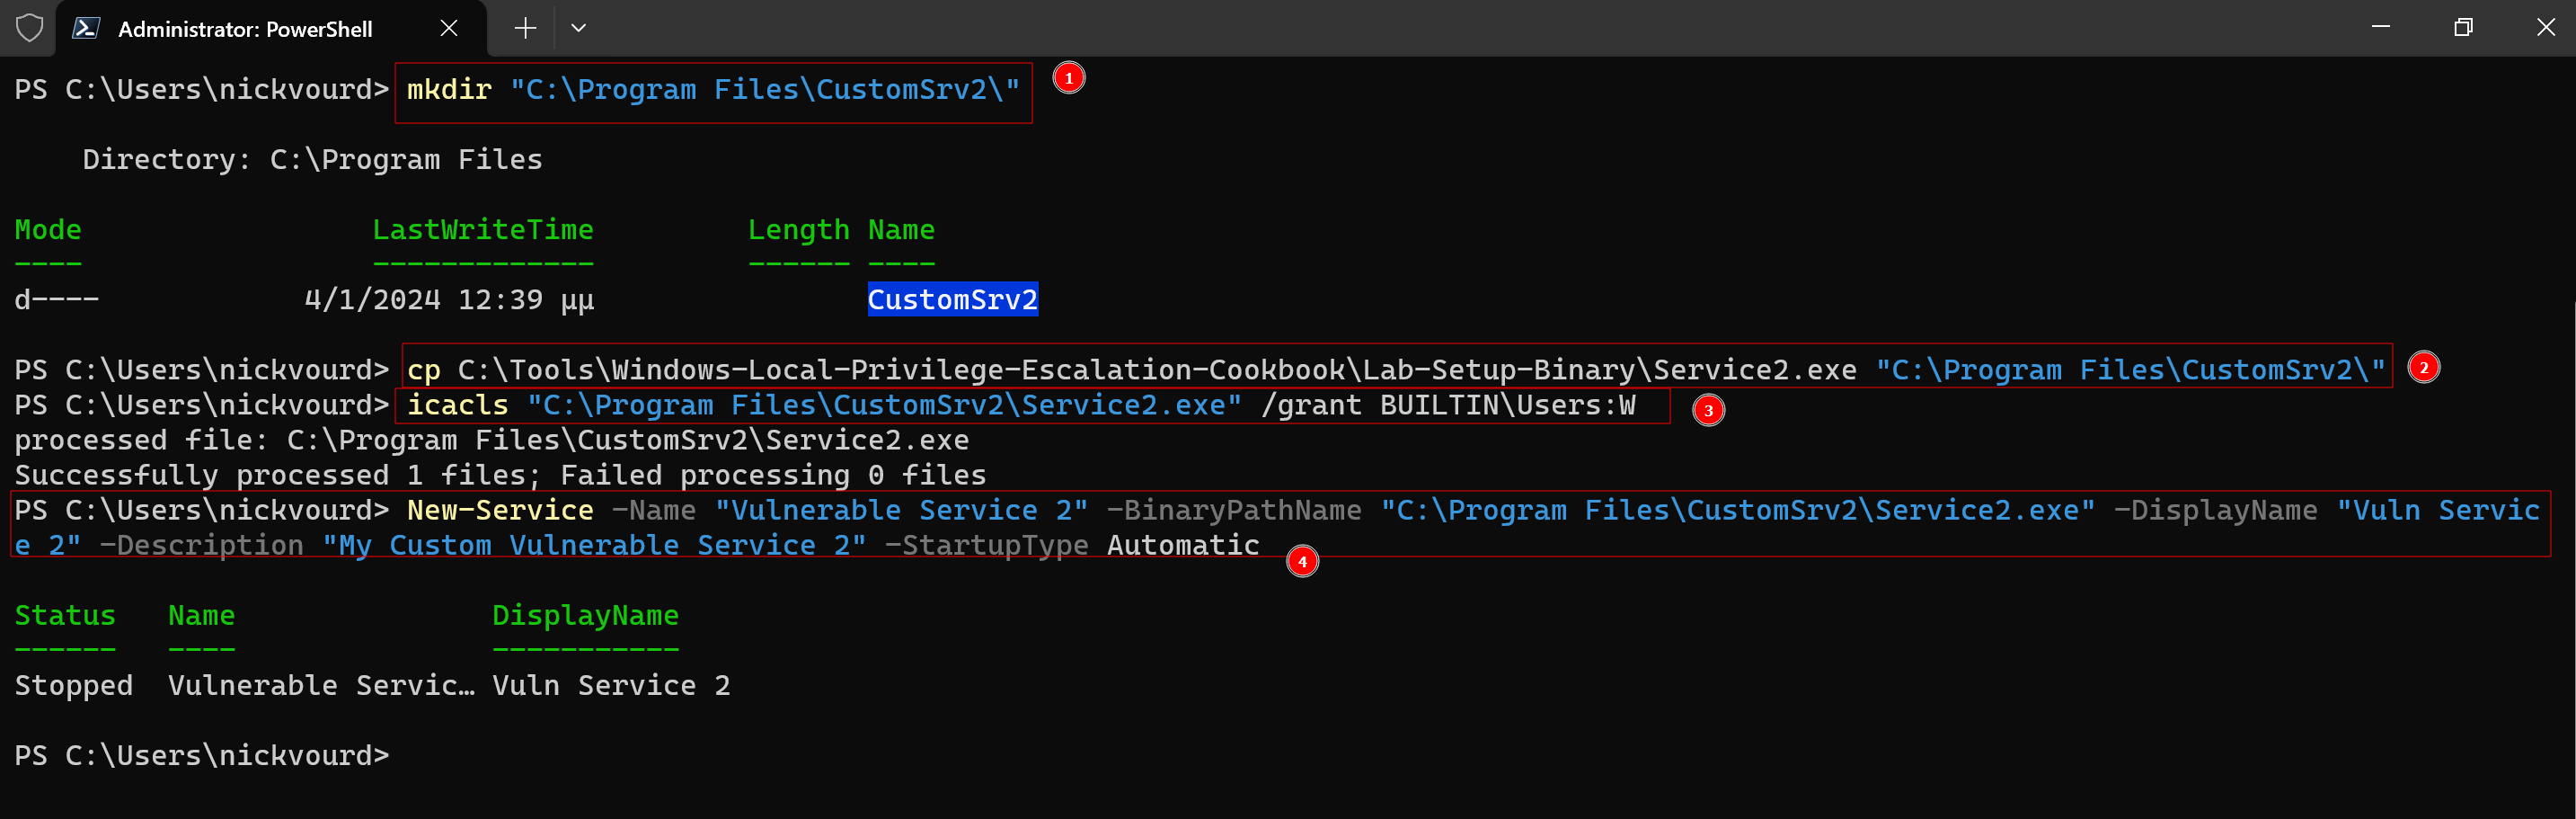 Administrator: PowerShell
PS C:\Users\nickvourd> mkdir "C:\Program Files\CustomSrv2\"
1
Directory: C:\Program Files
Mode LastWriteTime Length Name
---- ------------- ------ ----
d---- 4/1/2024 12:39 μμ CustomSrv2
PS C:\Users\nickvourd> cp C:\Tools\Windows-Local-Privilege-Escalation-Cookbook\Lab-Setup-Binary\Service2.exe "C:\Program Files\CustomSrv2\"
2
PS C:\Users\nickvourd> icacls "C:\Program Files\CustomSrv2\Service2.exe" /grant BUILTIN\Users:W
3
processed file: C:\Program Files\CustomSrv2\Service2.exe
Successfully processed 1 files; Failed processing 0 files
PS C:\Users\nickvourd> New-Service -Name "Vulnerable Service 2" -BinaryPathName "C:\Program Files\CustomSrv2\Service2.exe" -DisplayName "Vuln Servic
e 2" -Description "My Custom Vulnerable Service 2" -StartupType Automatic
4
Status Name DisplayName
------ ---- -----------
Stopped Vulnerable Servic… Vuln Service 2
PS C:\Users\nickvourd>